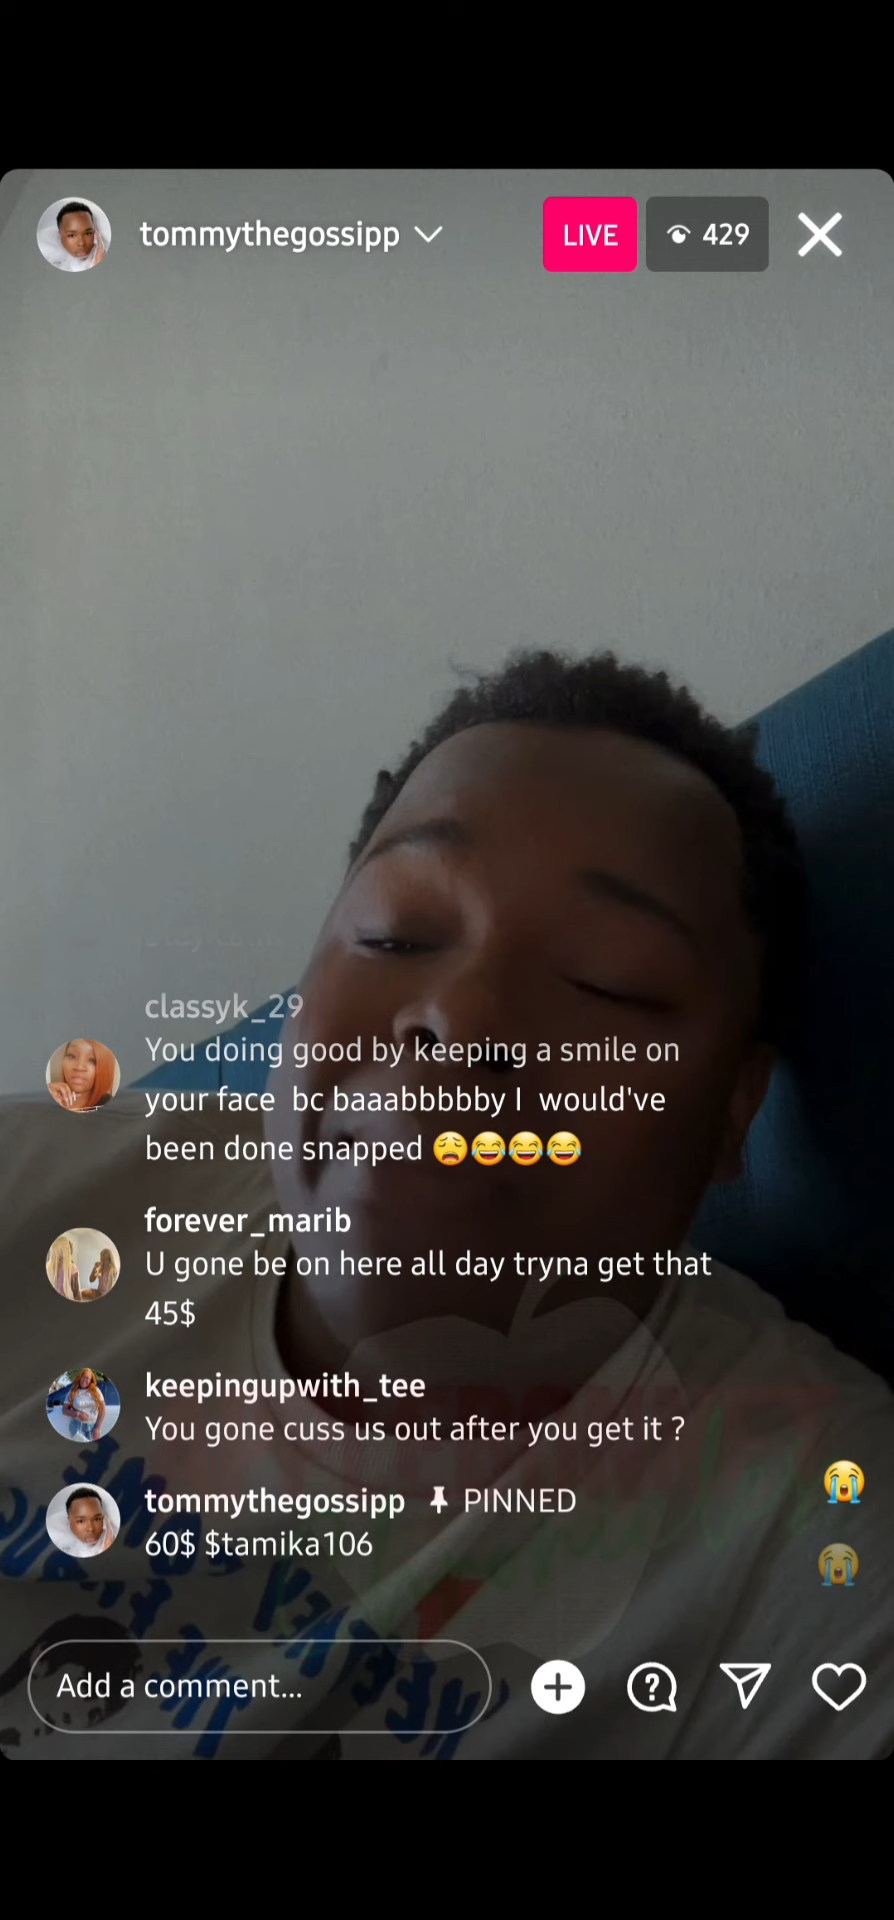 tommythegossipp
LIVE
429
classyk_29
You doing good by keeping a smile on
your face bc baaabbbbby I would've
been done snapped 😩😂😂😂
forever_marib
U gone be on here all day tryna get that
45$
keepingupwith_tee
You gone cuss us out after you get it ?
tommythegossipp PINNED
60$ $tamika106
Add a comment...